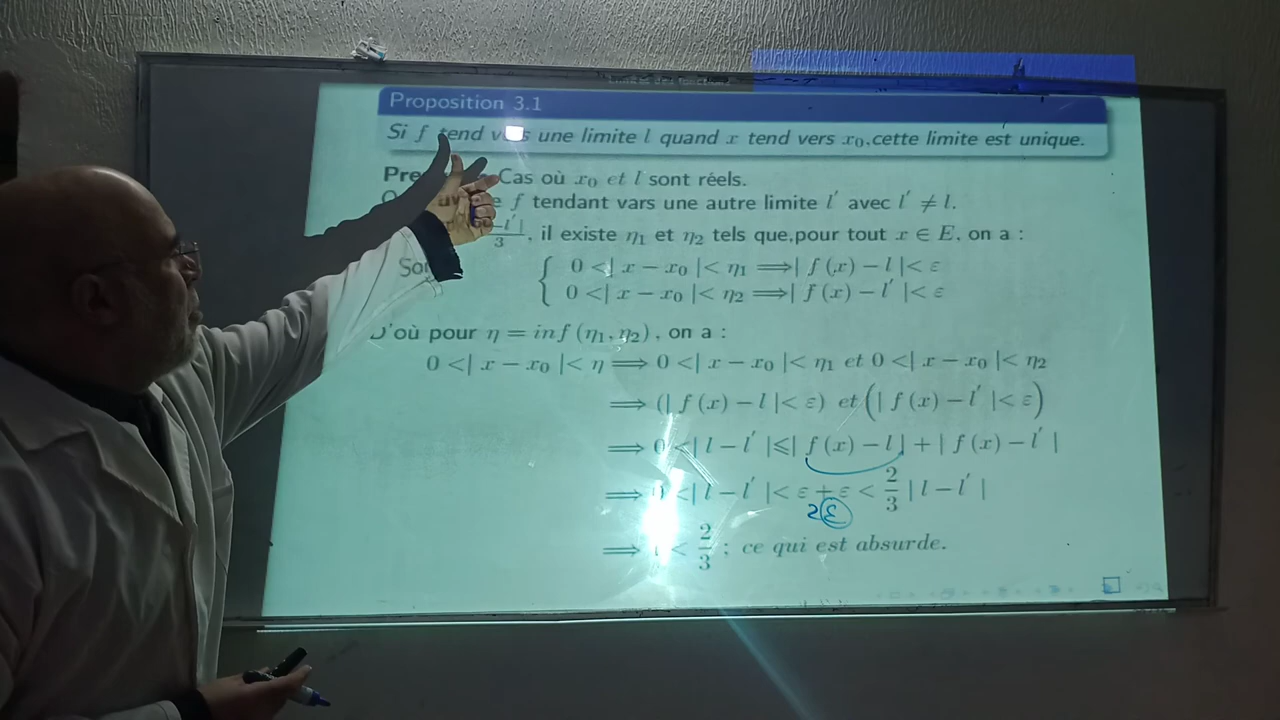 Proposition 3.1
Si f tend vers une limite l quand x tend vers x₀,cette limite est unique.
Cas où x₀ et l sont réels.
f tendant vars une autre limite l′ avec l′ ≠ l.
−l′|/3, il existe η₁ et η₂ tels que,pour tout x ∈ E, on a :
0 <| x − x₀ |< η₁ ⟹| f(x) − l |< ε
0 <| x − x₀ |< η₂ ⟹| f(x) − l′ |< ε
D'où pour η = inf(η₁, η₂), on a :
0 <| x − x₀ |< η ⟹ 0 <| x − x₀ |< η₁ et 0 <| x − x₀ |< η₂
⟹ (| f(x) − l |< ε) et (| f(x) − l′ |< ε)
⟹ 0 <| l − l′ |⩽| f(x) − l | + | f(x) − l′ |
⟹ 0 <| l − l′ |< ε + ε < 2/3 | l − l′ |
2ε
⟹ < 2/3 ; ce qui est absurde.